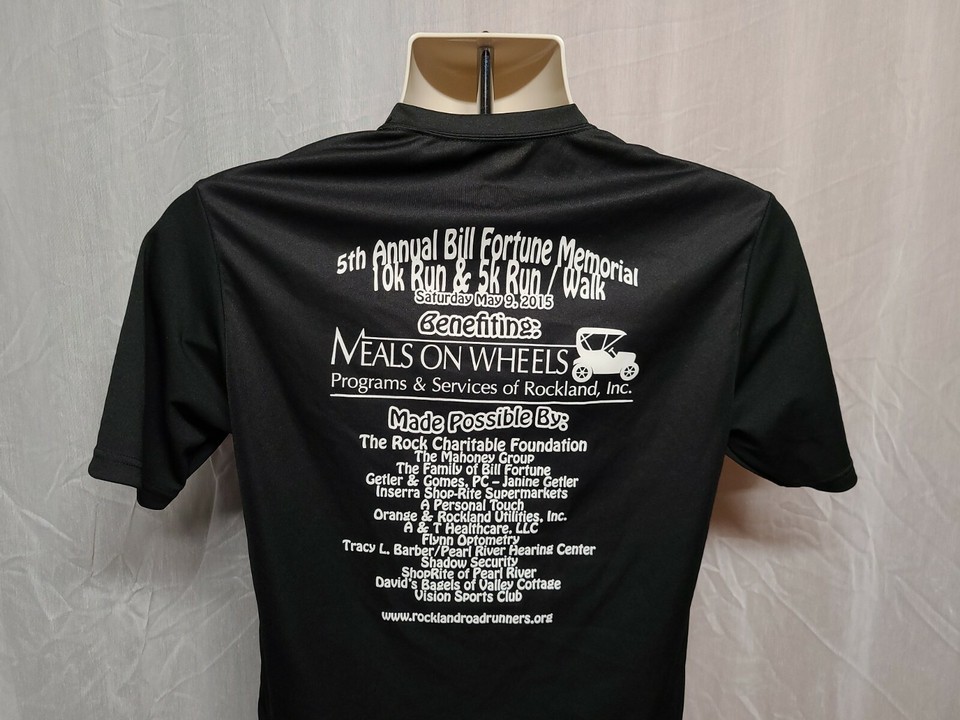 5th Annual Bill Fortune Memorial
10k Run & 5k Run / Walk
Saturday May 9, 2015
Benefiting:
MEALS ON WHEELS
Programs & Services of Rockland, Inc.
Made Possible By:
The Rock Charitable Foundation
The Mahoney Group
The Family of Bill Fortune
Getler & Gomes, PC – Janine Getler
Inserra Shop-Rite Supermarkets
A Personal Touch
Orange & Rockland Utilities, Inc.
A & T Healthcare, LLC
Flynn Optometry
Tracy L. Barber/Pearl River Hearing Center
Shadow Security
ShopRite of Pearl River
David's Bagels of Valley Cottage
Vision Sports Club
www.rocklandroadrunners.org